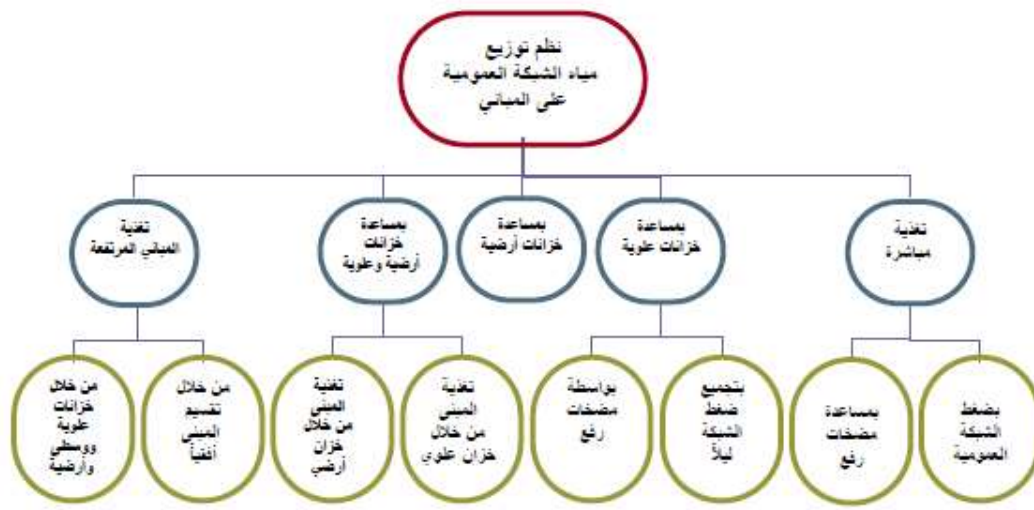 نظم توزيع
مياه الشبكة العمومية
على المباني
تغذية
مباشرة
بمساعدة
خزانات علوية
بمساعدة
خزانات أرضية
بمساعدة
خزانات
أرضية وعلوية
تغذية
المباني المرتفعة
بضغط
الشبكة
العمومية
بمساعدة
مضخات
رفع
بتجميع
ضغط
الشبكة
ليلاً
بواسطة
مضخات
رفع
تغذية
المبنى
من خلال
خزان علوي
تغذية
المبنى
من خلال
خزان
أرضي
من خلال
تقسيم
المبنى
أفقياً
من خلال
خزانات
علوية
ووسطى
وأرضية